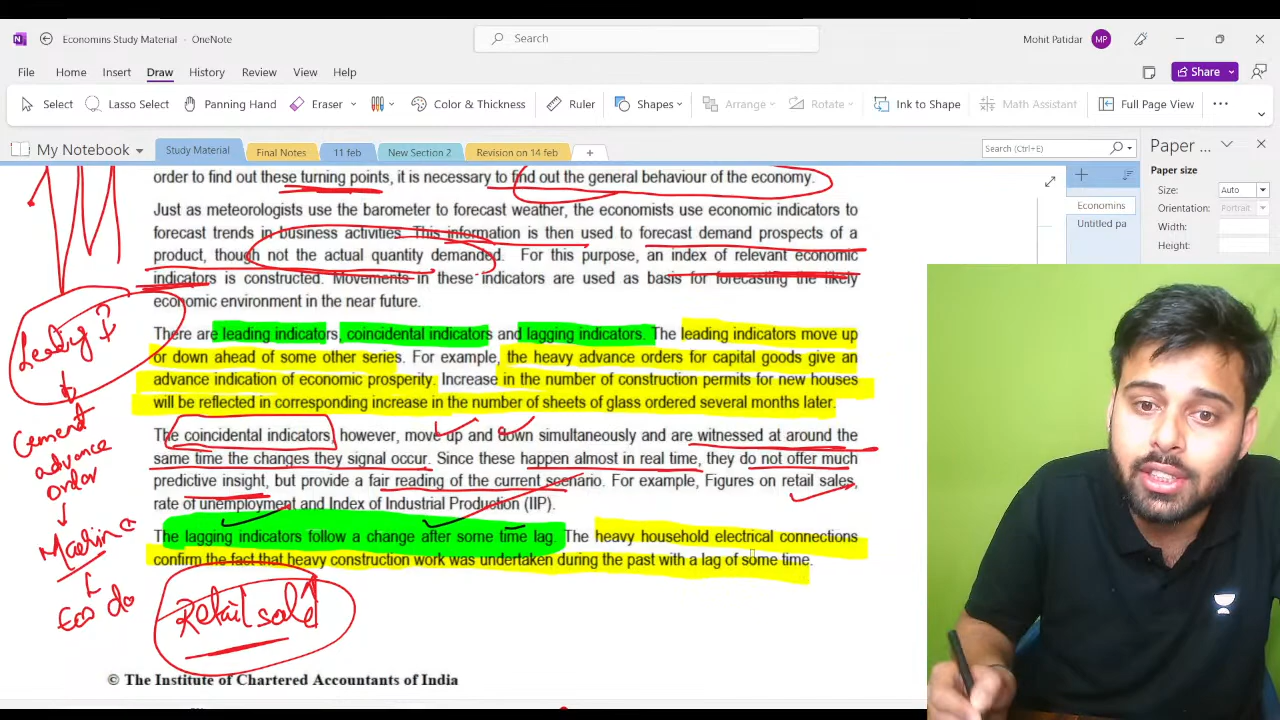 Economins Study Material - OneNote
Search
Mohit Patidar MP
File Home Insert Draw History Review View Help
Share
Select Lasso Select Panning Hand Eraser Color & Thickness Ruler Shapes Arrange Rotate Ink to Shape Math Assistant Full Page View
My Notebook Study Material Final Notes 11 feb New Section 2 Revision on 14 feb + Search (Ctrl+E)
Paper
Paper size
Size: Auto
Orientation: Portrait
Width:
Height:
Economins
Untitled pa
order to find out these turning points, it is necessary to find out the general behaviour of the economy.
Just as meteorologists use the barometer to forecast weather, the economists use economic indicators to
forecast trends in business activities. This information is then used to forecast demand prospects of a
product, though not the actual quantity demanded. For this purpose, an index of relevant economic
indicators is constructed. Movements in these indicators are used as basis for forecasting the likely
economic environment in the near future.
There are leading indicators, coincidental indicators and lagging indicators. The leading indicators move up
or down ahead of some other series. For example, the heavy advance orders for capital goods give an
advance indication of economic prosperity. Increase in the number of construction permits for new houses
will be reflected in corresponding increase in the number of sheets of glass ordered several months later.
The coincidental indicators, however, move up and down simultaneously and are witnessed at around the
same time the changes they signal occur. Since these happen almost in real time, they do not offer much
predictive insight, but provide a fair reading of the current scenario. For example, Figures on retail sales,
rate of unemployment and Index of Industrial Production (IIP).
The lagging indicators follow a change after some time lag. The heavy household electrical connections
confirm the fact that heavy construction work was undertaken during the past with a lag of some time.
Leading
Cement
advance
order
Eco do
Retail sale
© The Institute of Chartered Accountants of India